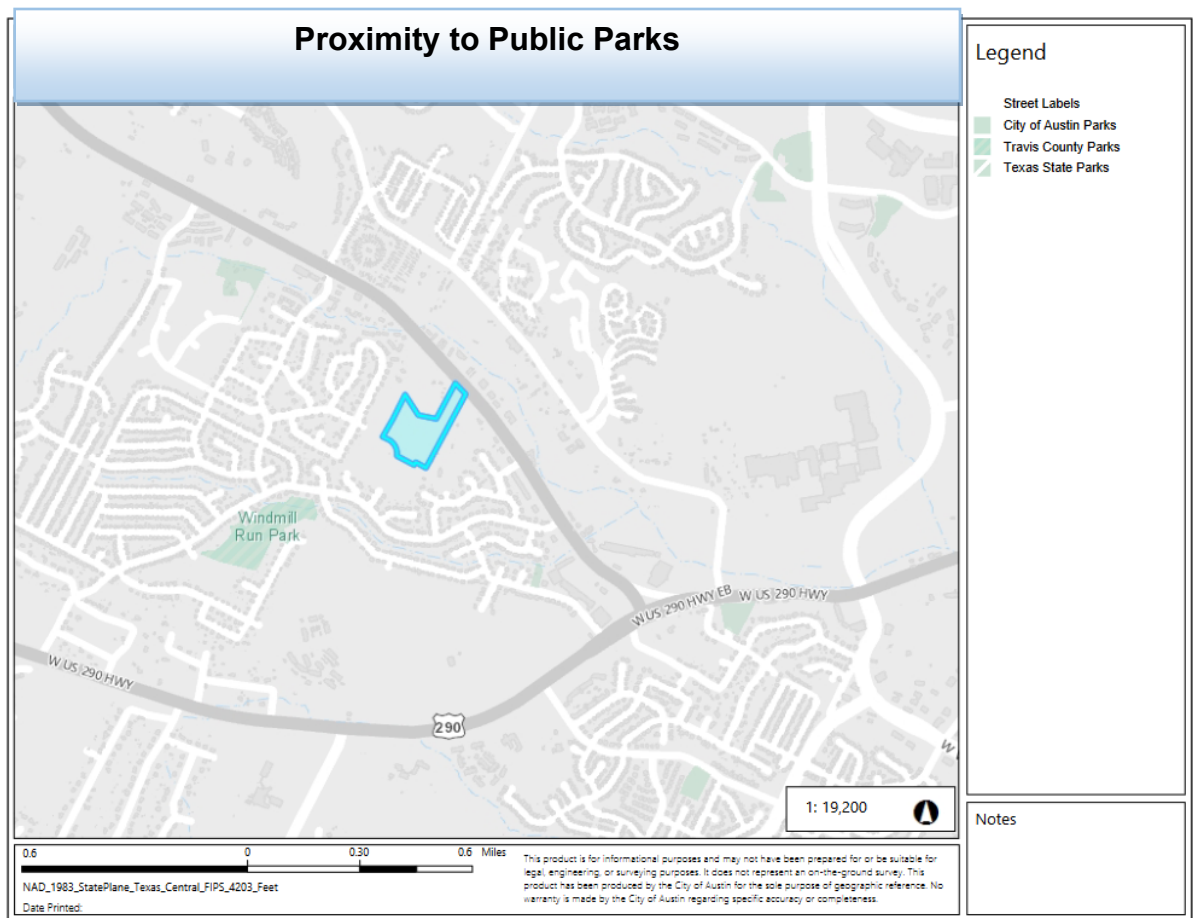 Proximity to Public Parks
Legend
Street Labels
City of Austin Parks
Travis County Parks
Texas State Parks
Windmill
Run Park
W US 290 HWY EB
W US 290 HWY
W US 290 HWY
290
W
1: 19,200
Notes
0.6 0 0.30 0.6 Miles
NAD_1983_StatePlane_Texas_Central_FIPS_4203_Feet
Date Printed:
This product is for informational purposes and may not have been prepared for or be suitable for
legal, engineering, or surveying purposes. It does not represent an on-the-ground survey. This
product has been produced by the City of Austin for the sole purpose of geographic reference. No
warranty is made by the City of Austin regarding specific accuracy or completeness.